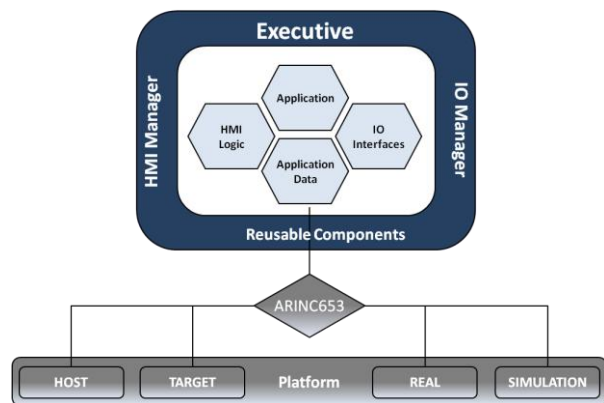 Executive
HMI Manager
IO Manager
Application
HMI
Logic
IO
Interfaces
Application
Data
Reusable Components
ARINC653
HOST
TARGET
Platform
REAL
SIMULATION